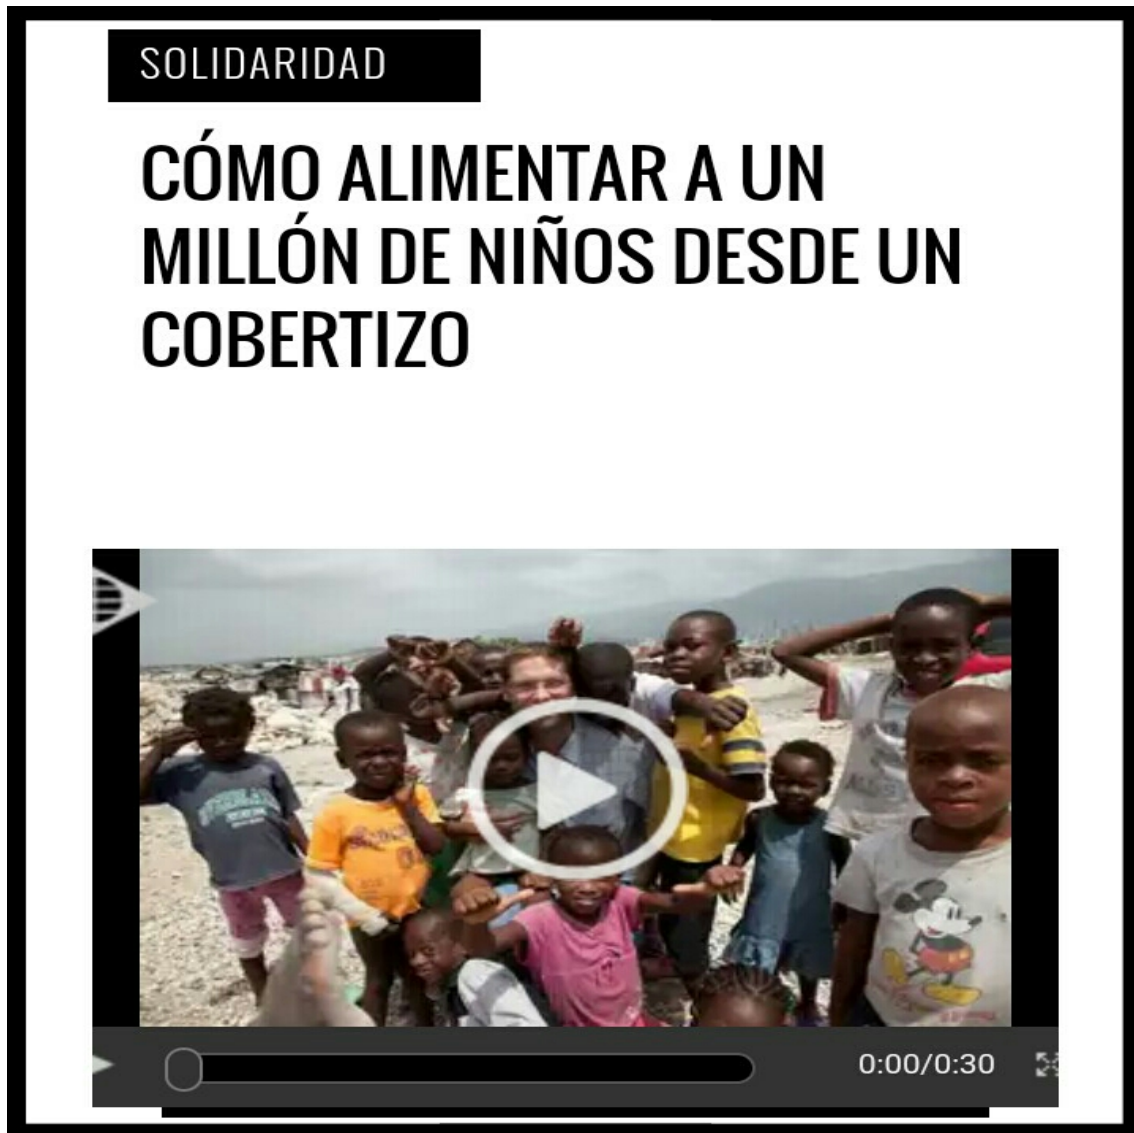 SOLIDARIDAD
CÓMO ALIMENTAR A UN
MILLÓN DE NIÑOS DESDE UN
COBERTIZO
0:00/0:30